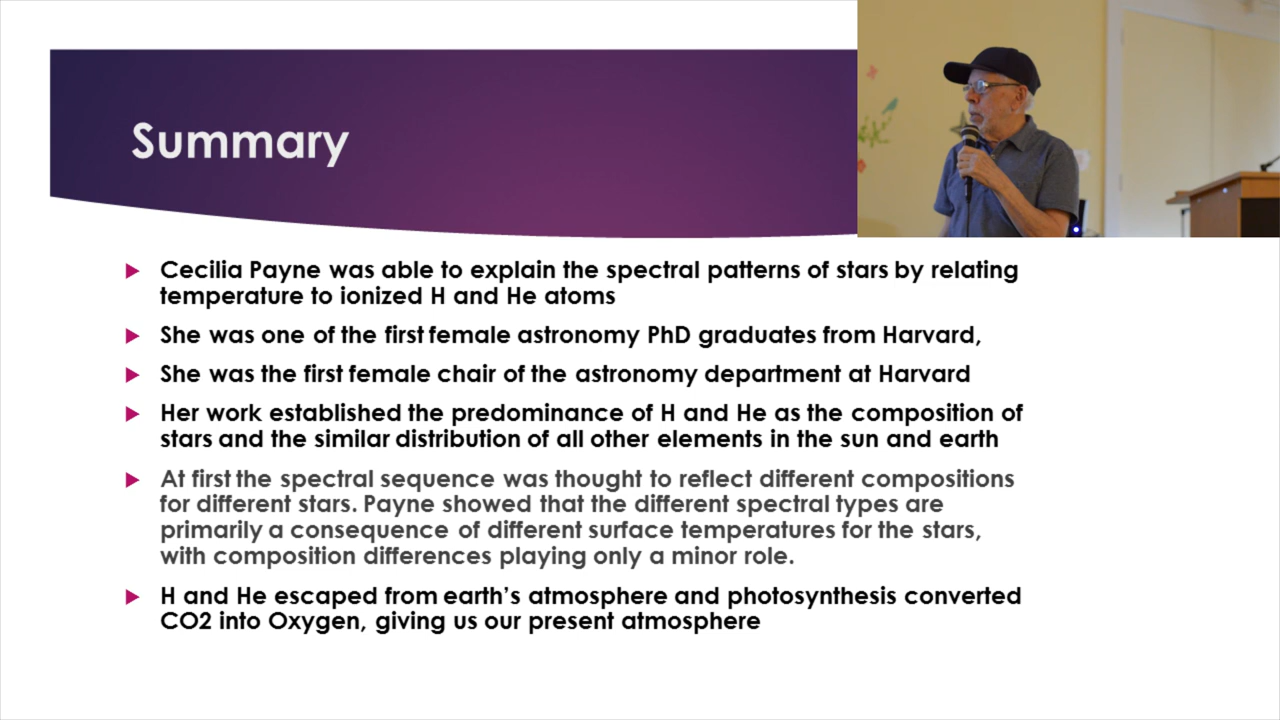 Summary
Cecilia Payne was able to explain the spectral patterns of stars by relating
temperature to ionized H and He atoms
She was one of the first female astronomy PhD graduates from Harvard,
She was the first female chair of the astronomy department at Harvard
Her work established the predominance of H and He as the composition of
stars and the similar distribution of all other elements in the sun and earth
At first the spectral sequence was thought to reflect different compositions
for different stars. Payne showed that the different spectral types are
primarily a consequence of different surface temperatures for the stars,
with composition differences playing only a minor role.
H and He escaped from earth's atmosphere and photosynthesis converted
CO2 into Oxygen, giving us our present atmosphere